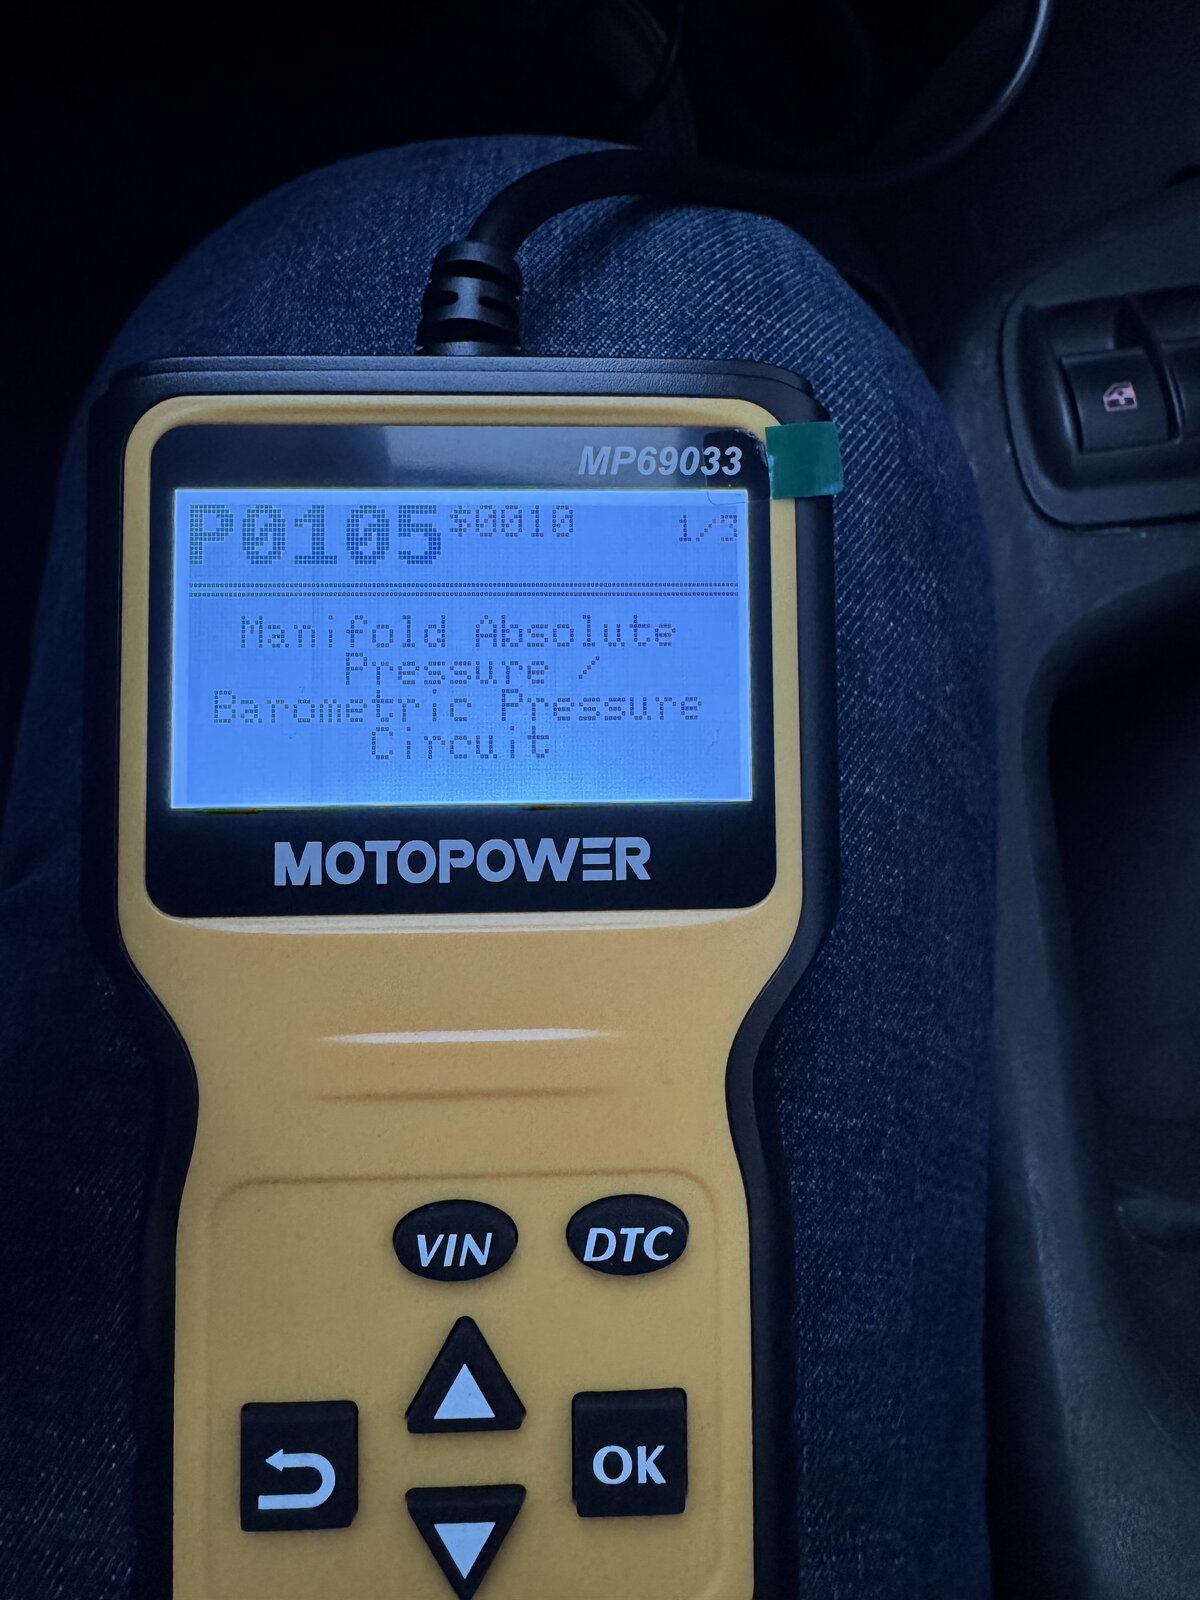 MP69033
P0105 $0010 1/3
Manifold Absolute
Pressure /
Barometric Pressure
Circuit
MOTOPOWER
VIN DTC
OK